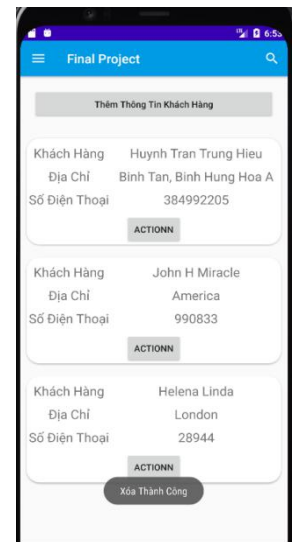 6:53
Final Project
Thêm Thông Tin Khách Hàng
Khách Hàng Huynh Tran Trung Hieu
Địa Chỉ Binh Tan, Binh Hung Hoa A
Số Điện Thoại 384992205
ACTIONN
Khách Hàng John H Miracle
Địa Chỉ America
Số Điện Thoại 990833
ACTIONN
Khách Hàng Helena Linda
Địa Chỉ London
Số Điện Thoại 28944
ACTIONN
Xóa Thành Công